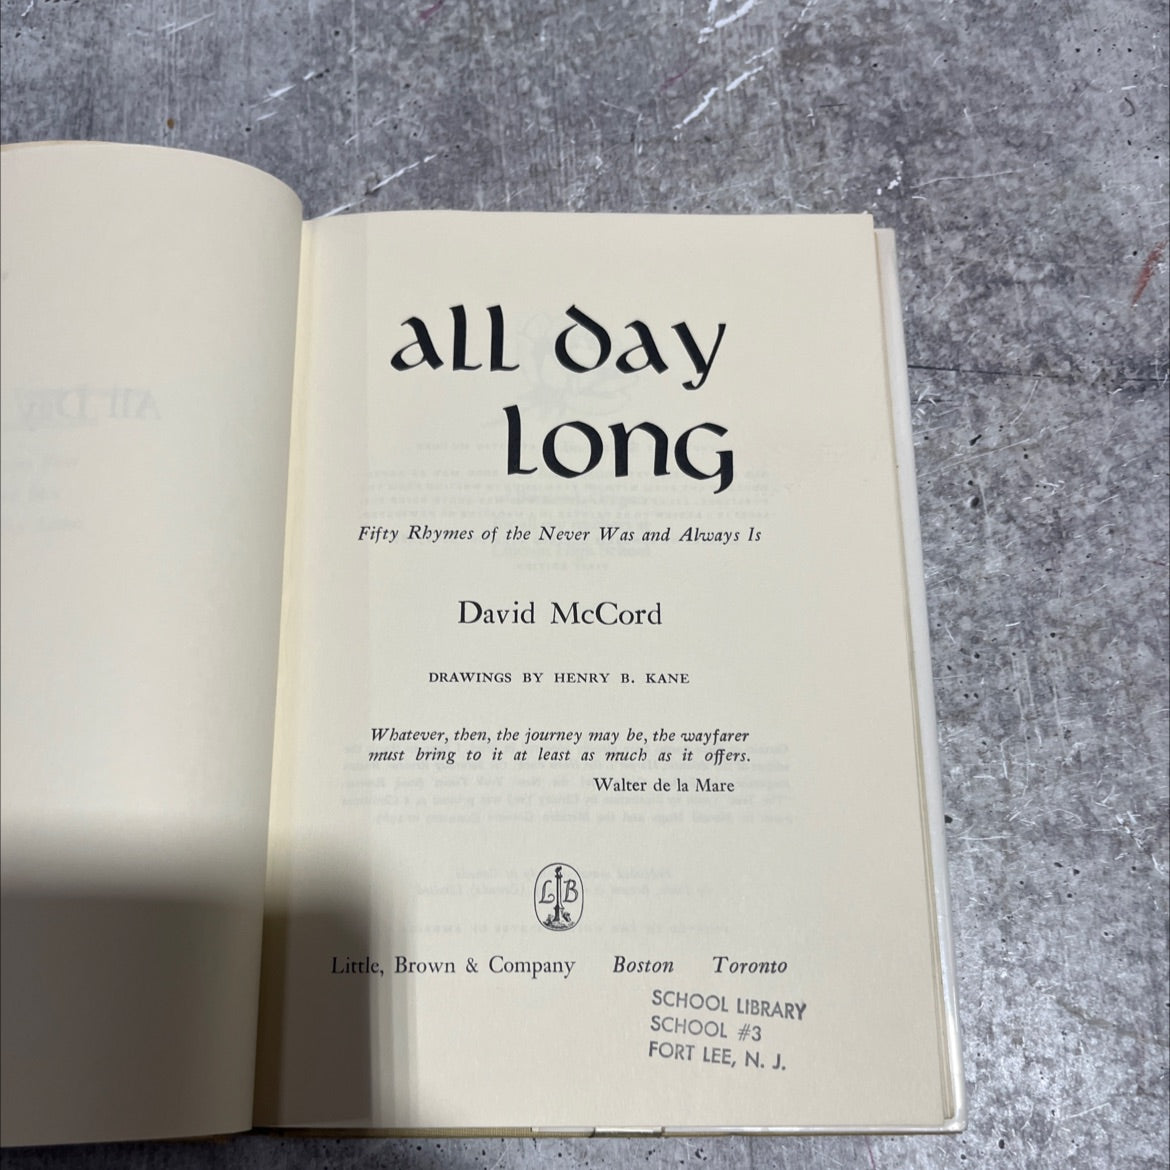 all day
long
Fifty Rhymes of the Never Was and Always Is
David McCord
DRAWINGS BY HENRY B. KANE
Whatever, then, the journey may be, the wayfarer
must bring to it at least as much as it offers.
Walter de la Mare
L B
Little, Brown & Company Boston Toronto
SCHOOL LIBRARY
SCHOOL #3
FORT LEE, N. J.